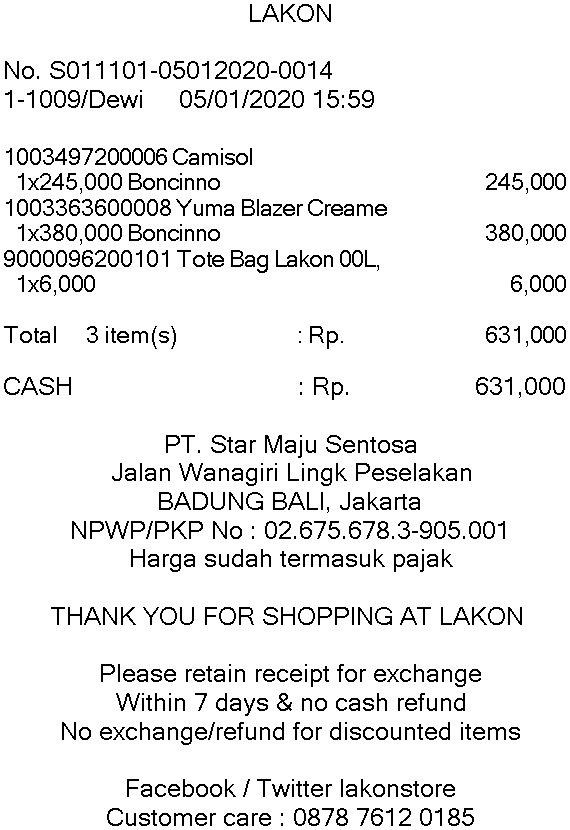 LAKON
No. S011101-05012020-0014
1-1009/Dewi 05/01/2020 15:59
1003497200006 Camisol
1x245,000 Boncinno 245,000
1003363600008 Yuma Blazer Creame
1x380,000 Boncinno 380,000
9000096200101 Tote Bag Lakon 00L,
1x6,000 6,000
Total 3 item(s) : Rp. 631,000
CASH : Rp. 631,000
PT. Star Maju Sentosa
Jalan Wanagiri Lingk Peselakan
BADUNG BALI, Jakarta
NPWP/PKP No : 02.675.678.3-905.001
Harga sudah termasuk pajak
THANK YOU FOR SHOPPING AT LAKON
Please retain receipt for exchange
Within 7 days & no cash refund
No exchange/refund for discounted items
Facebook / Twitter lakonstore
Customer care : 0878 7612 0185